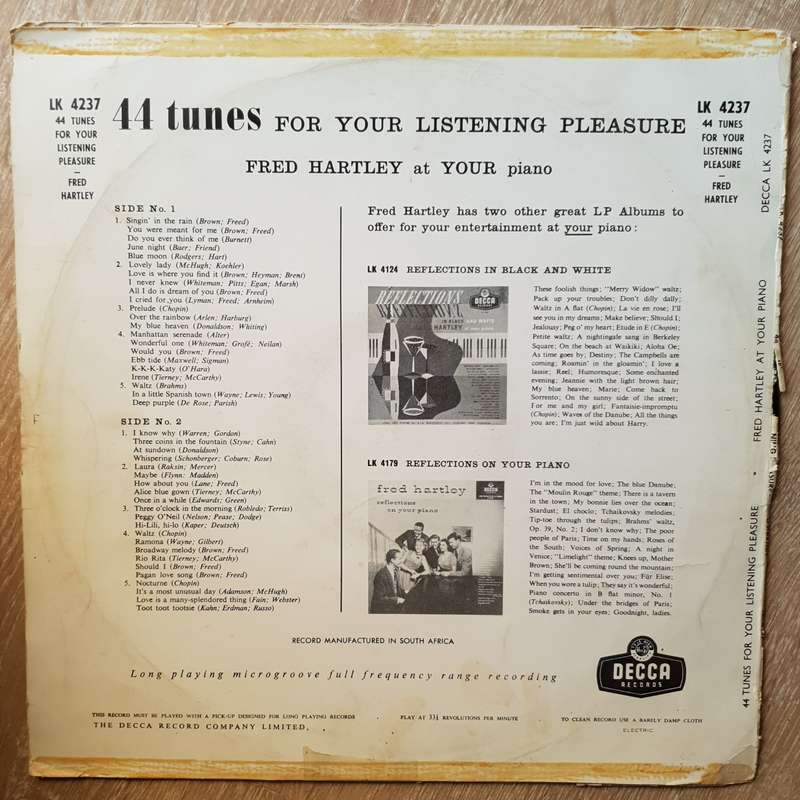 LK 4237
44 TUNES
FOR YOUR
LISTENING
PLEASURE
—
FRED
HARTLEY
44 tunes FOR YOUR LISTENING PLEASURE
FRED HARTLEY at YOUR piano
LK 4237
44 TUNES
FOR YOUR
LISTENING
PLEASURE
—
FRED
HARTLEY
SIDE No. 1
1. Singin' in the rain (Brown; Freed)
You were meant for me (Brown; Freed)
Do you ever think of me (Burnett)
June night (Baer; Friend)
Blue moon (Rodgers; Hart)
2. Lovely lady (McHugh; Koehler)
Love is where you find it (Brown; Heyman; Brent)
I never knew (Whiteman; Pitts; Egan; Marsh)
All I do is dream of you (Brown; Freed)
I cried for you (Lyman; Freed; Arnheim)
3. Prelude (Chopin)
Over the rainbow (Arlen; Harburg)
My blue heaven (Donaldson; Whiting)
4. Manhattan serenade (Alter)
Wonderful one (Whiteman; Grofé; Neilan)
Would you (Brown; Freed)
Ebb tide (Maxwell; Sigman)
K-K-K-Katy (O'Hara)
Irene (Tierney; McCarthy)
5. Waltz (Brahms)
In a little Spanish town (Wayne; Lewis; Young)
Deep purple (De Rose; Parish)
SIDE No. 2
1. I know why (Warren; Gordon)
Three coins in the fountain (Styne; Cahn)
At sundown (Donaldson)
Whispering (Schonberger; Coburn; Rose)
2. Laura (Raksin; Mercer)
Maybe (Flynn; Madden)
How about you (Lane; Freed)
Alice blue gown (Tierney; McCarthy)
Once in a while (Edwards; Green)
3. Three o'clock in the morning (Robledo; Terriss)
Peggy O'Neil (Nelson; Pease; Dodge)
Hi-Lili, hi-lo (Kaper; Deutsch)
4. Waltz (Chopin)
Ramona (Wayne; Gilbert)
Broadway melody (Brown; Freed)
Rio Rita (Tierney; McCarthy)
Should I (Brown; Freed)
Pagan love song (Brown; Freed)
5. Nocturne (Chopin)
It's a most unusual day (Adamson; McHugh)
Love is a many-splendored thing (Fain; Webster)
Toot toot tootsie (Kahn; Erdman; Russo)
Fred Hartley has two other great LP Albums to
offer for your entertainment at your piano:
LK 4124 REFLECTIONS IN BLACK AND WHITE
REFLECTIONS
IN BLACK AND WHITE
HARTLEY
DECCA
These foolish things; "Merry Widow" waltz;
Pack up your troubles; Don't dilly dally;
Waltz in A flat (Chopin); La vie en rose; I'll
see you in my dreams; Make believe; Should I;
Jealousy; Peg o' my heart; Etude in E (Chopin);
Petite waltz; A nightingale sang in Berkeley
Square; On the beach at Waikiki; Aloha Oe;
As time goes by; Destiny; The Campbells are
coming; Roamin' in the gloamin'; I love a
lassie; Reel; Humoresque; Some enchanted
evening; Jeannie with the light brown hair;
My blue heaven; Marie; Come back to
Sorrento; On the sunny side of the street;
For me and my girl; Fantaisie-impromptu
(Chopin); Waves of the Danube; All the things
you are; I'm just wild about Harry.
LK 4179 REFLECTIONS ON YOUR PIANO
fred hartley
reflections
on your piano
I'm in the mood for love; The blue Danube;
The "Moulin Rouge" theme; There is a tavern
in the town; My bonnie lies over the ocean;
Stardust; El choclo; Tchaikovsky melodies;
Tip-toe through the tulips; Brahms' waltz,
Op. 39, No. 2; I don't know why; The poor
people of Paris; Time on my hands; Roses
of the South; Voices of Spring; A night in
Venice; "Limelight" theme; Knees up, Mother
Brown; She'll be coming round the mountain;
I'm getting sentimental over you; Für Elise;
When you wore a tulip; They say it's wonderful;
Piano concerto in B flat minor, No. 1
(Tchaikovsky); Under the bridges of Paris;
Smoke gets in your eyes; Goodnight, ladies.
RECORD MANUFACTURED IN SOUTH AFRICA
Long playing microgroove full frequency range recording
DECCA
RECORDS
THIS RECORD MUST BE PLAYED WITH A PICK-UP DESIGNED FOR LONG PLAYING RECORDS
PLAY AT 33⅓ REVOLUTIONS PER MINUTE
TO CLEAN RECORD USE A BARELY DAMP CLOTH
THE DECCA RECORD COMPANY LIMITED,
ELECTRIC
44 TUNES FOR YOUR LISTENING PLEASURE · FRED HARTLEY AT YOUR PIANO DECCA LK 4237